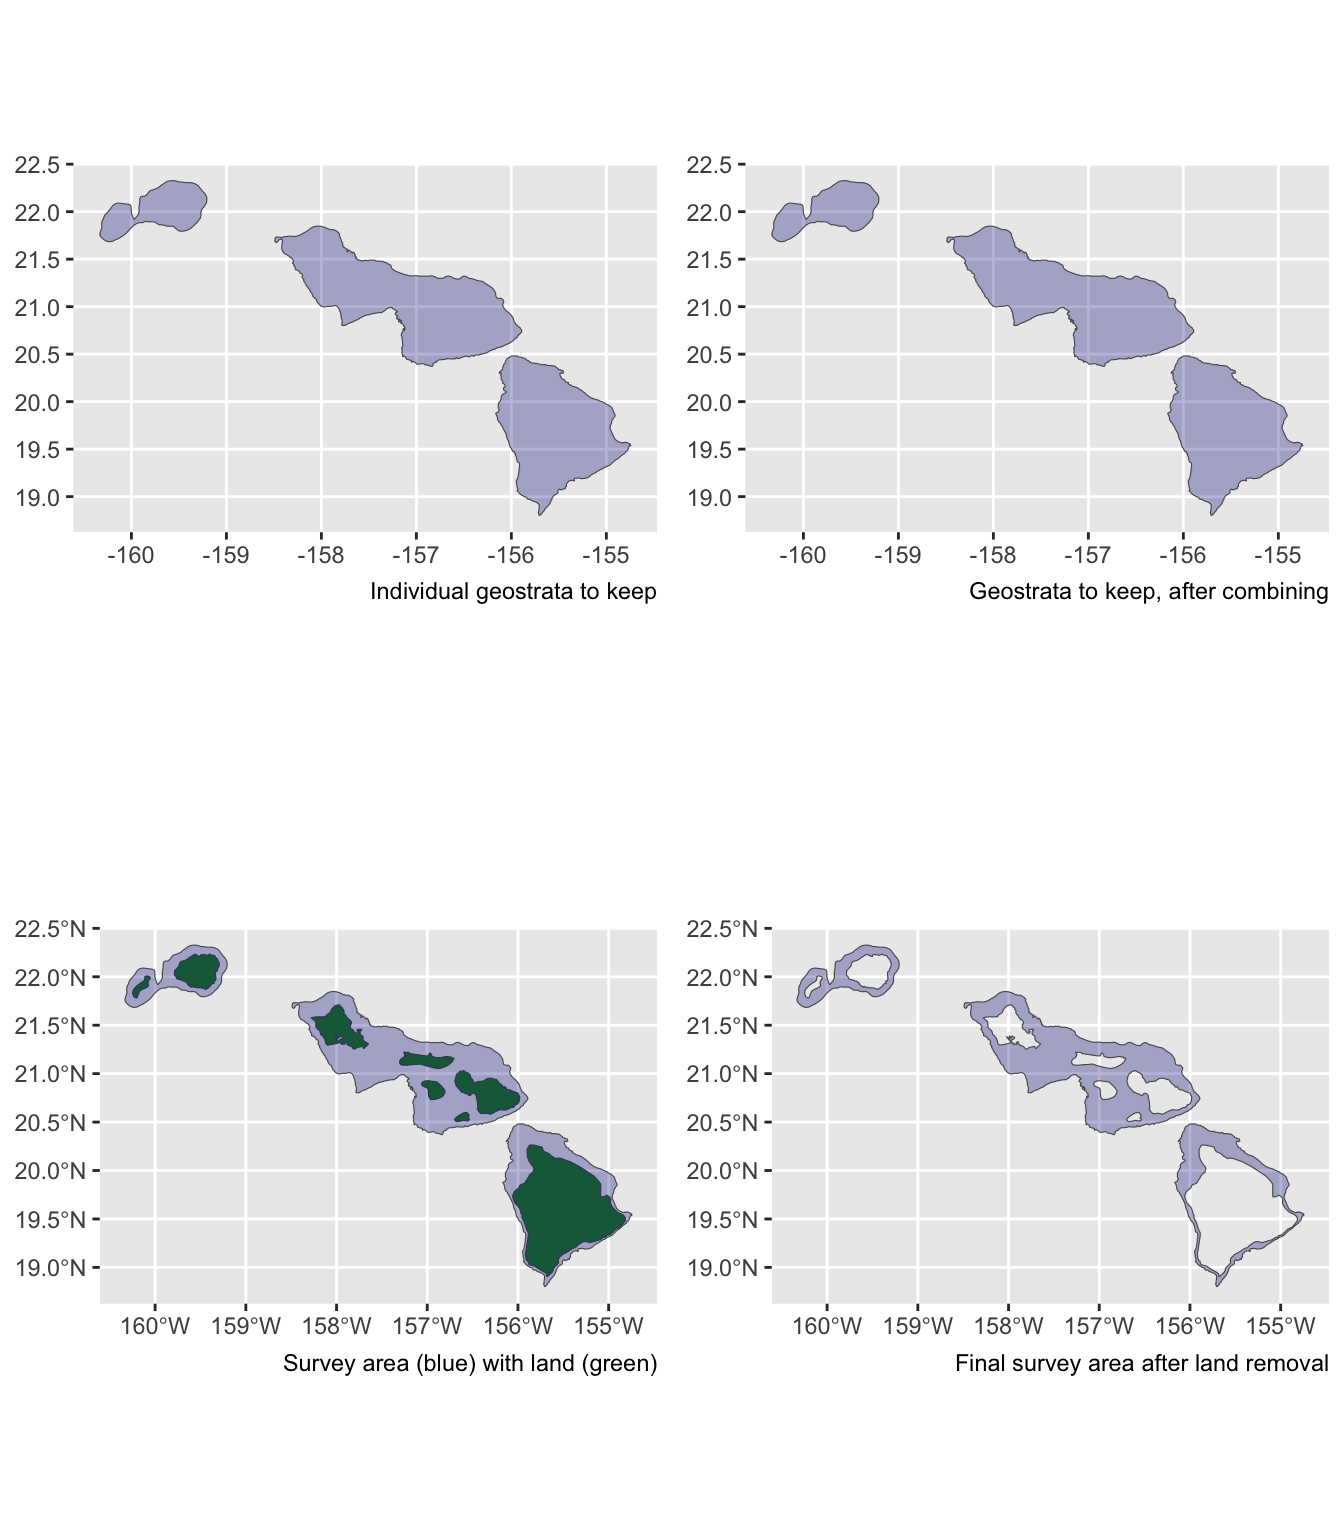 22.5
22.0
21.5
21.0
20.5
20.0
19.5
19.0
-160 -159 -158 -157 -156 -155
Individual geostrata to keep
22.5
22.0
21.5
21.0
20.5
20.0
19.5
19.0
-160 -159 -158 -157 -156 -155
Geostrata to keep, after combining
22.5°N
22.0°N
21.5°N
21.0°N
20.5°N
20.0°N
19.5°N
19.0°N
160°W 159°W 158°W 157°W 156°W 155°W
Survey area (blue) with land (green)
22.5°N
22.0°N
21.5°N
21.0°N
20.5°N
20.0°N
19.5°N
19.0°N
160°W 159°W 158°W 157°W 156°W 155°W
Final survey area after land removal